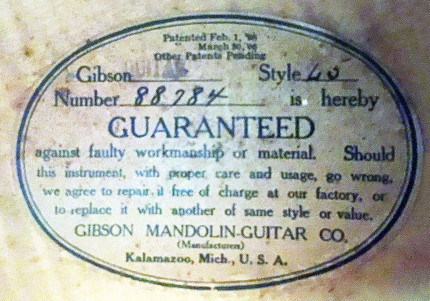 Patented Feb. 1, '98
March 30, '06
Other Patents Pending
Gibson Style
Number 88284 is hereby
GUARANTEED
against faulty workmanship or material. Should
this instrument, with proper care and usage, go wrong,
we agree to repair it free of charge at our factory, or
to replace it with another of same style or value.
GIBSON MANDOLIN-GUITAR CO.
(Manufacturers)
Kalamazoo, Mich., U. S. A.